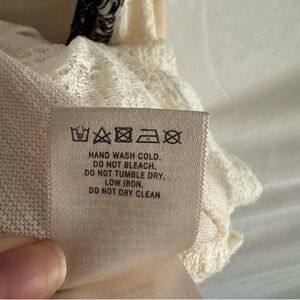 HAND WASH COLD.
DO NOT BLEACH.
DO NOT TUMBLE DRY.
LOW IRON.
DO NOT DRY CLEAN